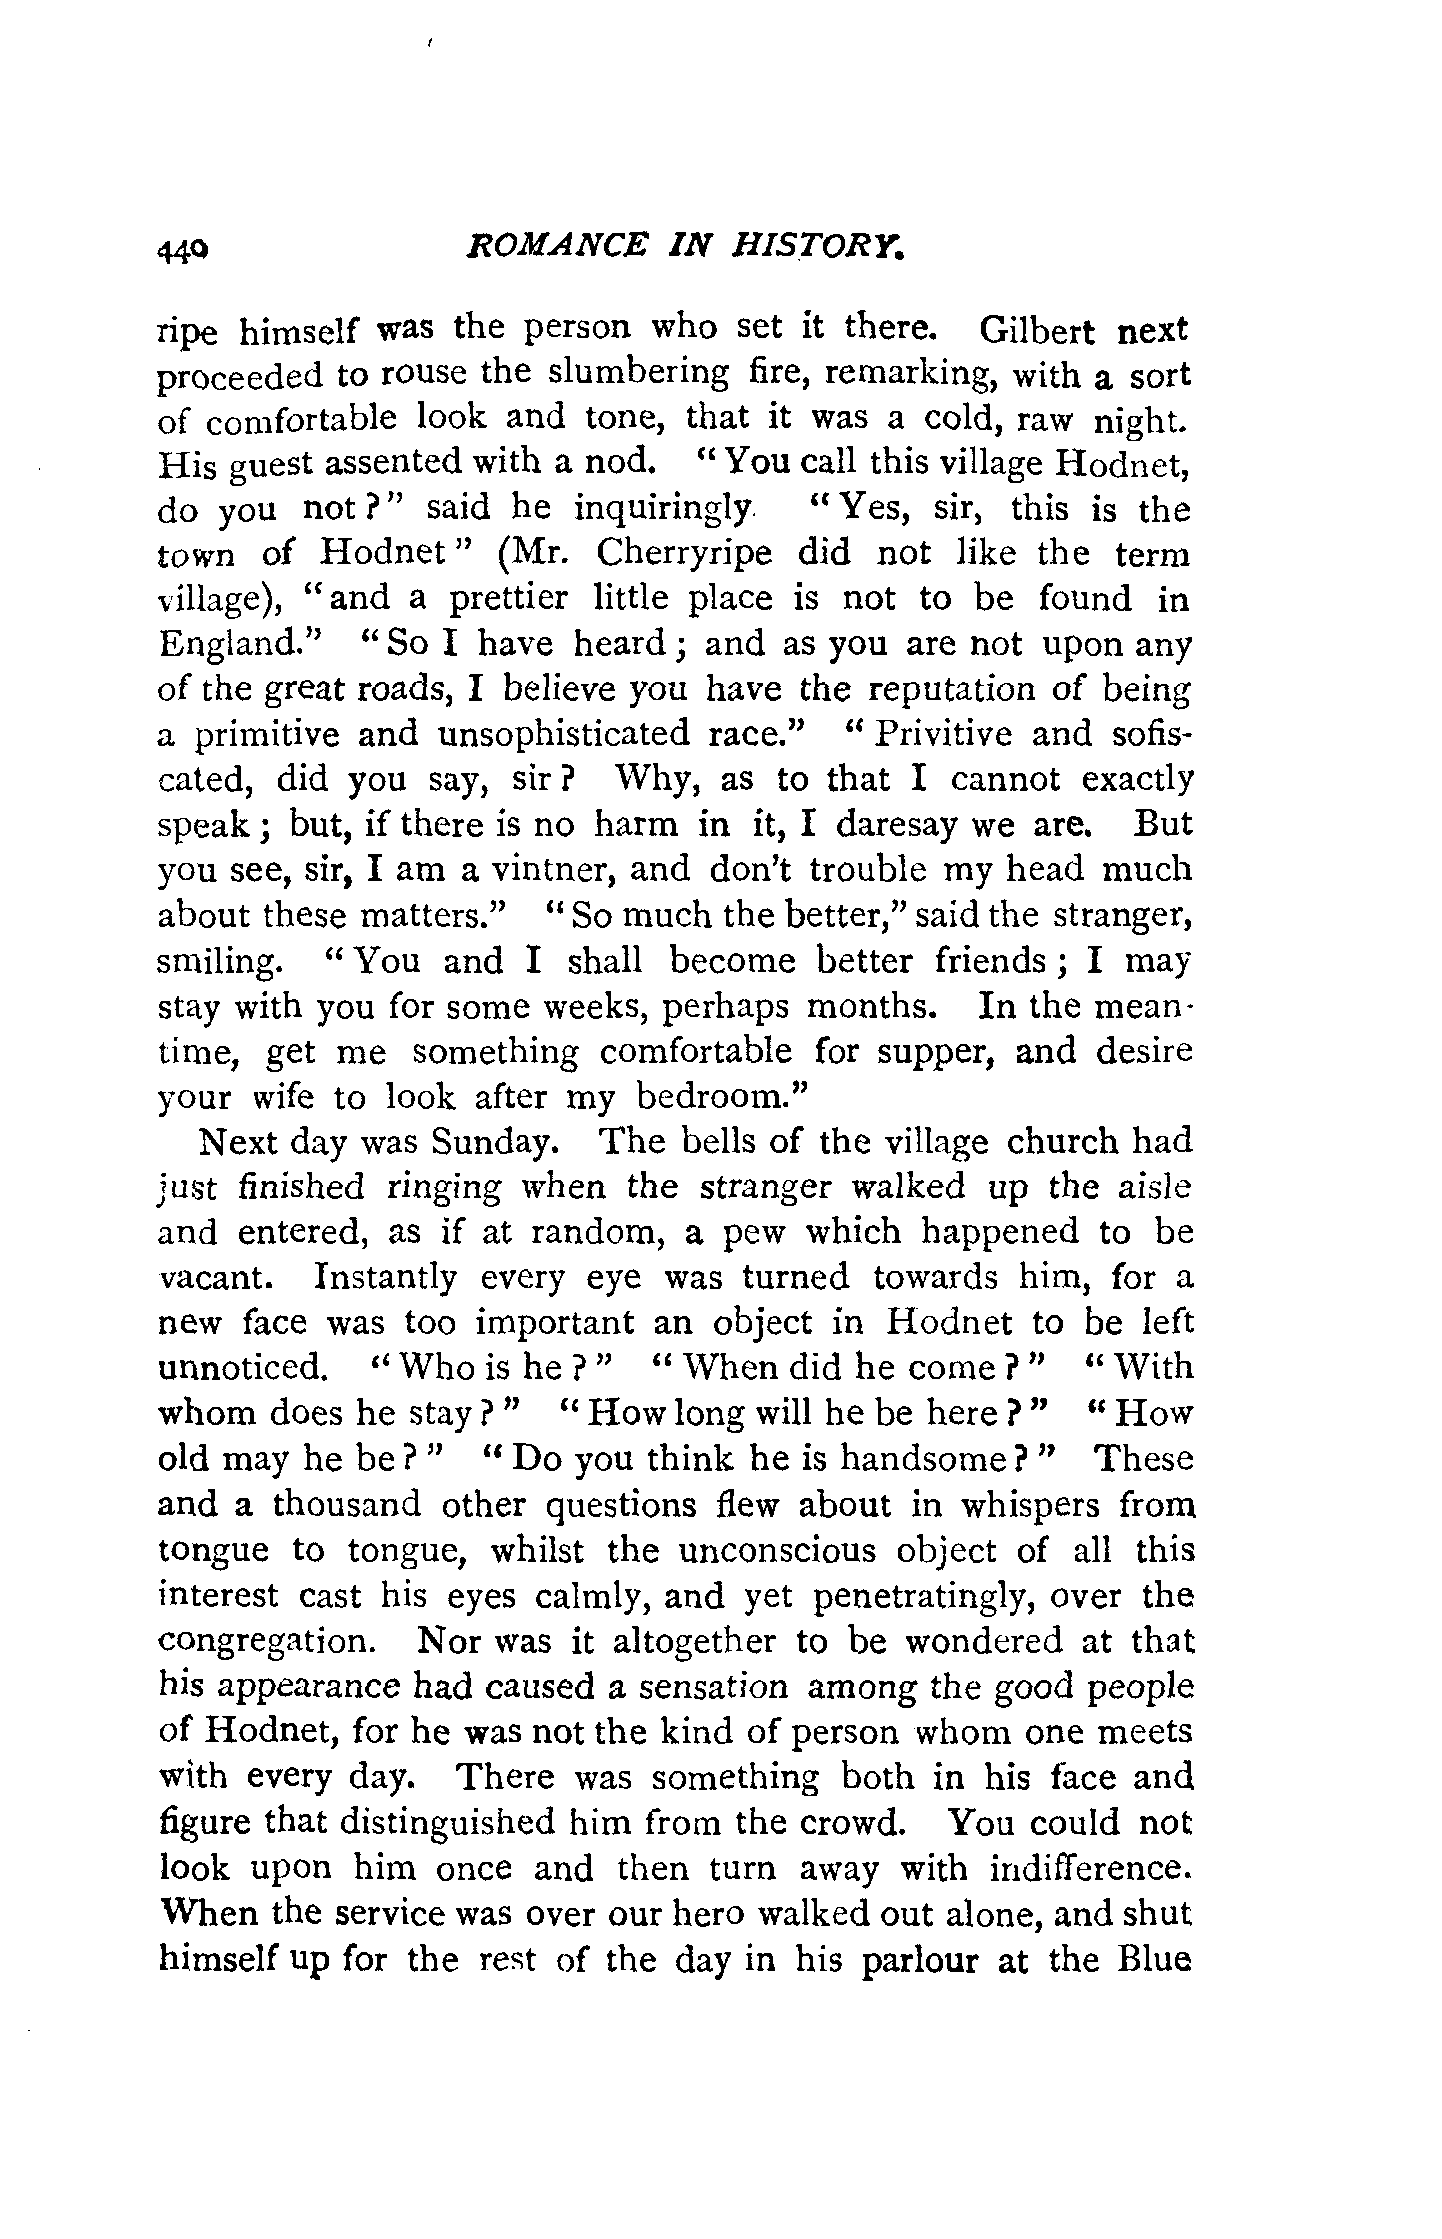 440 ROMANCE IN HISTORY.
ripe himself was the person who set it there. Gilbert next
proceeded to rouse the slumbering fire, remarking, with a sort
of comfortable look and tone, that it was a cold, raw night.
His guest assented with a nod. “You call this village Hodnet,
do you not?” said he inquiringly. “Yes, sir, this is the
town of Hodnet” (Mr. Cherryripe did not like the term
village), “and a prettier little place is not to be found in
England.” “So I have heard; and as you are not upon any
of the great roads, I believe you have the reputation of being
a primitive and unsophisticated race.” “Privitive and sofis-
cated, did you say, sir? Why, as to that I cannot exactly
speak; but, if there is no harm in it, I daresay we are. But
you see, sir, I am a vintner, and don't trouble my head much
about these matters.” “So much the better,” said the stranger,
smiling. “You and I shall become better friends; I may
stay with you for some weeks, perhaps months. In the mean-
time, get me something comfortable for supper, and desire
your wife to look after my bedroom.”
Next day was Sunday. The bells of the village church had
just finished ringing when the stranger walked up the aisle
and entered, as if at random, a pew which happened to be
vacant. Instantly every eye was turned towards him, for a
new face was too important an object in Hodnet to be left
unnoticed. “Who is he?” “When did he come?” “With
whom does he stay?” “How long will he be here?” “How
old may he be?” “Do you think he is handsome?” These
and a thousand other questions flew about in whispers from
tongue to tongue, whilst the unconscious object of all this
interest cast his eyes calmly, and yet penetratingly, over the
congregation. Nor was it altogether to be wondered at that
his appearance had caused a sensation among the good people
of Hodnet, for he was not the kind of person whom one meets
with every day. There was something both in his face and
figure that distinguished him from the crowd. You could not
look upon him once and then turn away with indifference.
When the service was over our hero walked out alone, and shut
himself up for the rest of the day in his parlour at the Blue